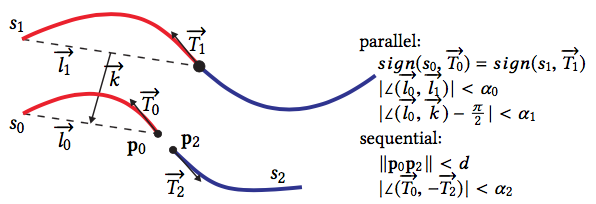 s₁
l₁→
T₁→
k→
T₀→
s₀
l₀→
p₀
p₂
T₂→
s₂
parallel:
sign(s₀, T₀→) = sign(s₁, T₁→)
|∠(l₀→, l₁→)| < α₀
|∠(l₀→, k→) − π/2| < α₁
sequential:
‖p₀p₂‖ < d
|∠(T₀→, −T₂→)| < α₂